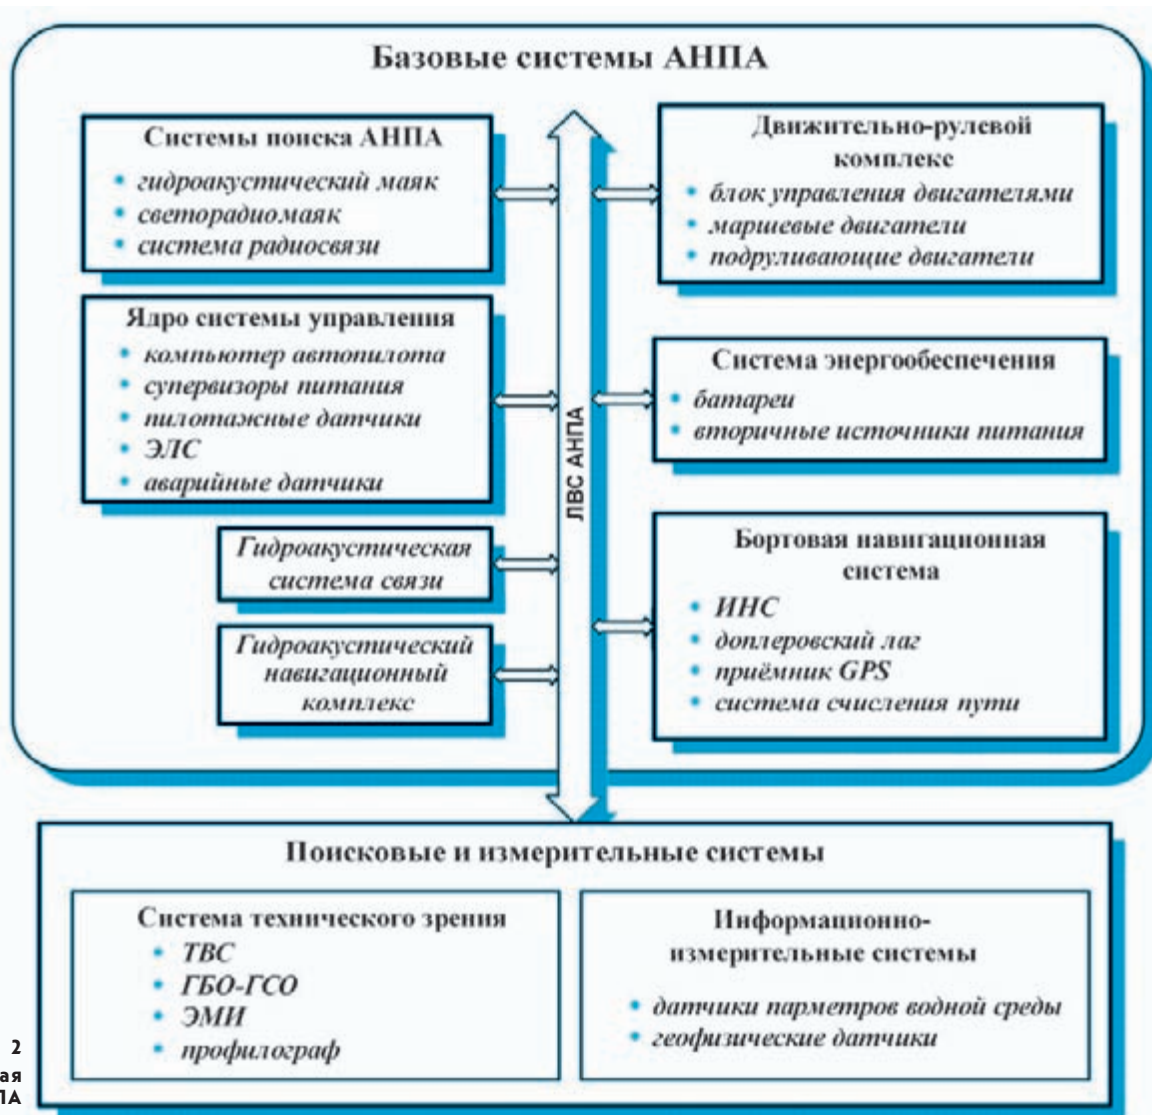 Базовые системы АНПА
Системы поиска АНПА
• гидроакустический маяк
• светорадиомаяк
• система радиосвязи
Ядро системы управления
• компьютер автопилота
• супервизоры питания
• пилотажные датчики
• ЭЛС
• аварийные датчики
Гидроакустическая
система связи
Гидроакустический
навигационный
комплекс
ЛВС АНПА
Движительно-рулевой
комплекс
• блок управления двигателями
• маршевые двигатели
• подруливающие двигатели
Система энергообеспечения
• батареи
• вторичные источники питания
Бортовая навигационная
система
• ИНС
• доплеровский лаг
• приёмник GPS
• система счисления пути
Поисковые и измерительные системы
Система технического зрения
• ТВС
• ГБО-ГСО
• ЭМИ
• профилограф
Информационно-
измерительные системы
• датчики парметров водной среды
• геофизические датчики
2
ая
ПА